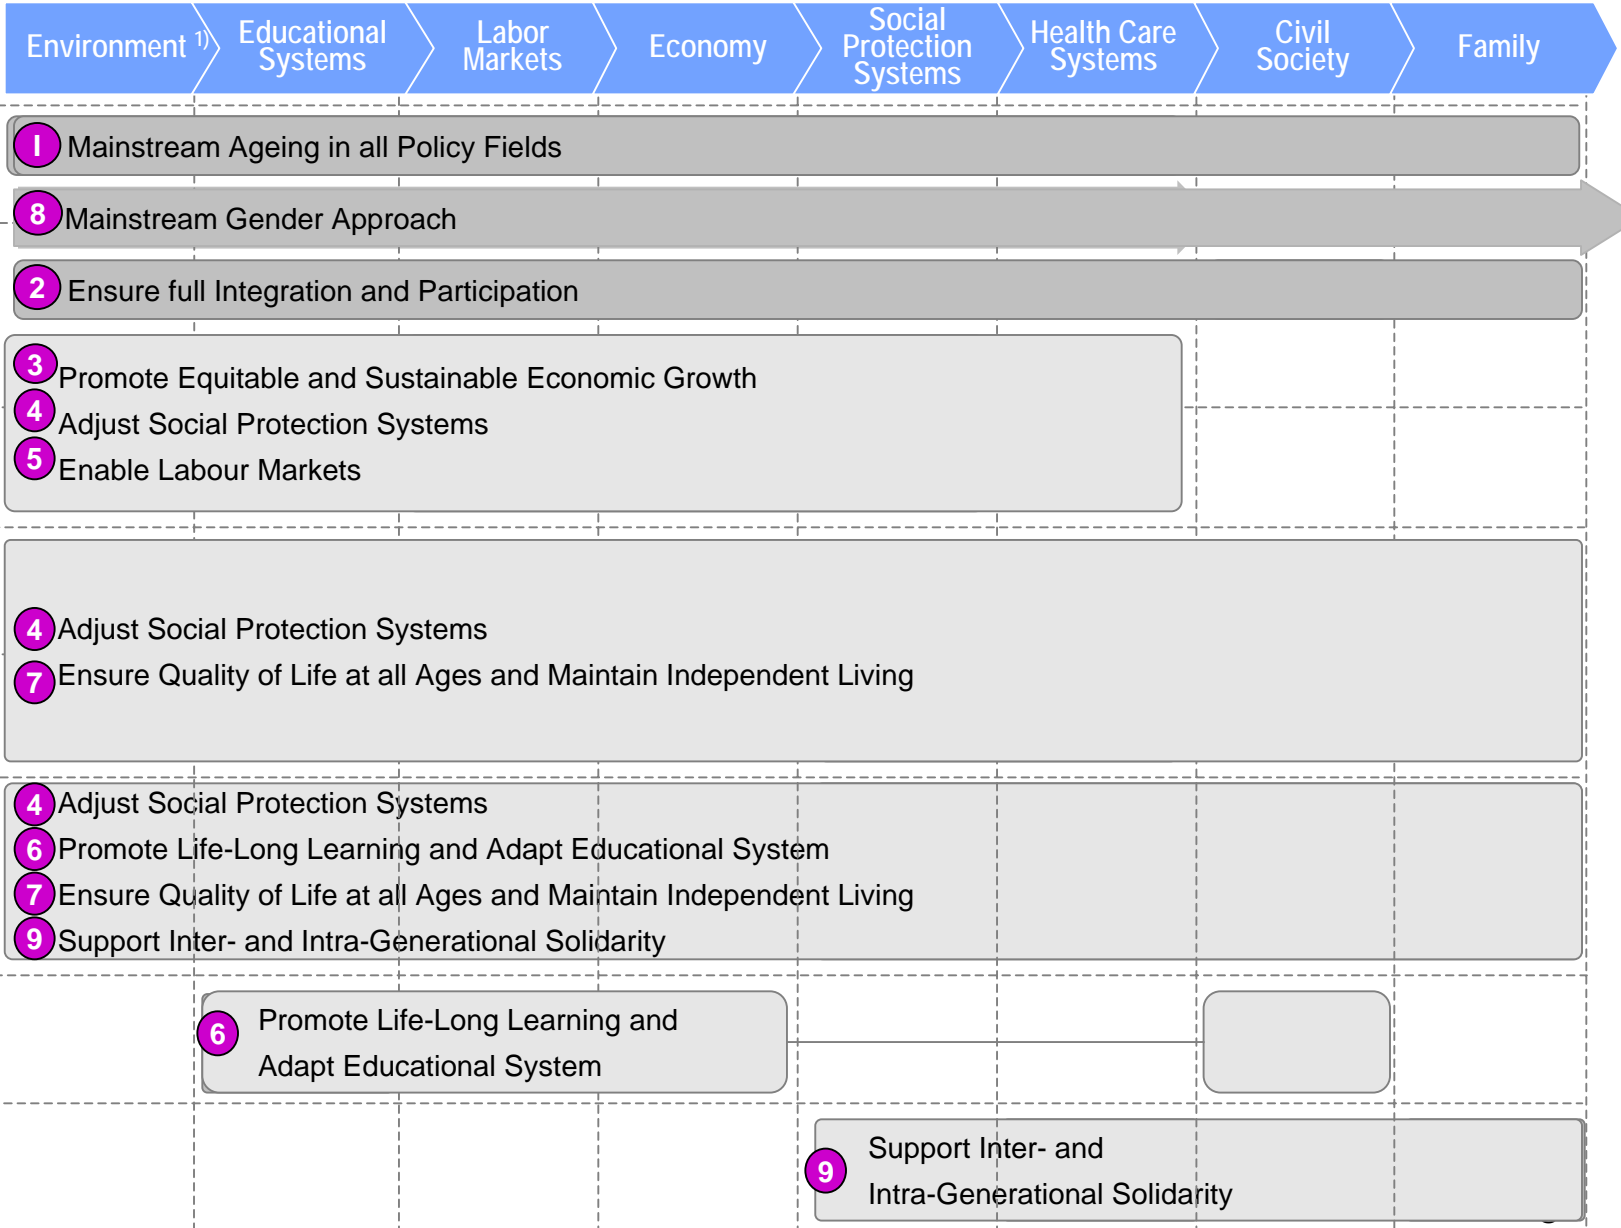 Environment 1)
Educational
Systems
Labor
Markets
Economy
Social
Protection
Systems
Health Care
Systems
Civil
Society
Family
I Mainstream Ageing in all Policy Fields
8 Mainstream Gender Approach
2 Ensure full Integration and Participation
3 Promote Equitable and Sustainable Economic Growth
4 Adjust Social Protection Systems
5 Enable Labour Markets
4 Adjust Social Protection Systems
7 Ensure Quality of Life at all Ages and Maintain Independent Living
4 Adjust Social Protection Systems
6 Promote Life-Long Learning and Adapt Educational System
7 Ensure Quality of Life at all Ages and Maintain Independent Living
9 Support Inter- and Intra-Generational Solidarity
6 Promote Life-Long Learning and
Adapt Educational System
9 Support Inter- and
Intra-Generational Solidarity